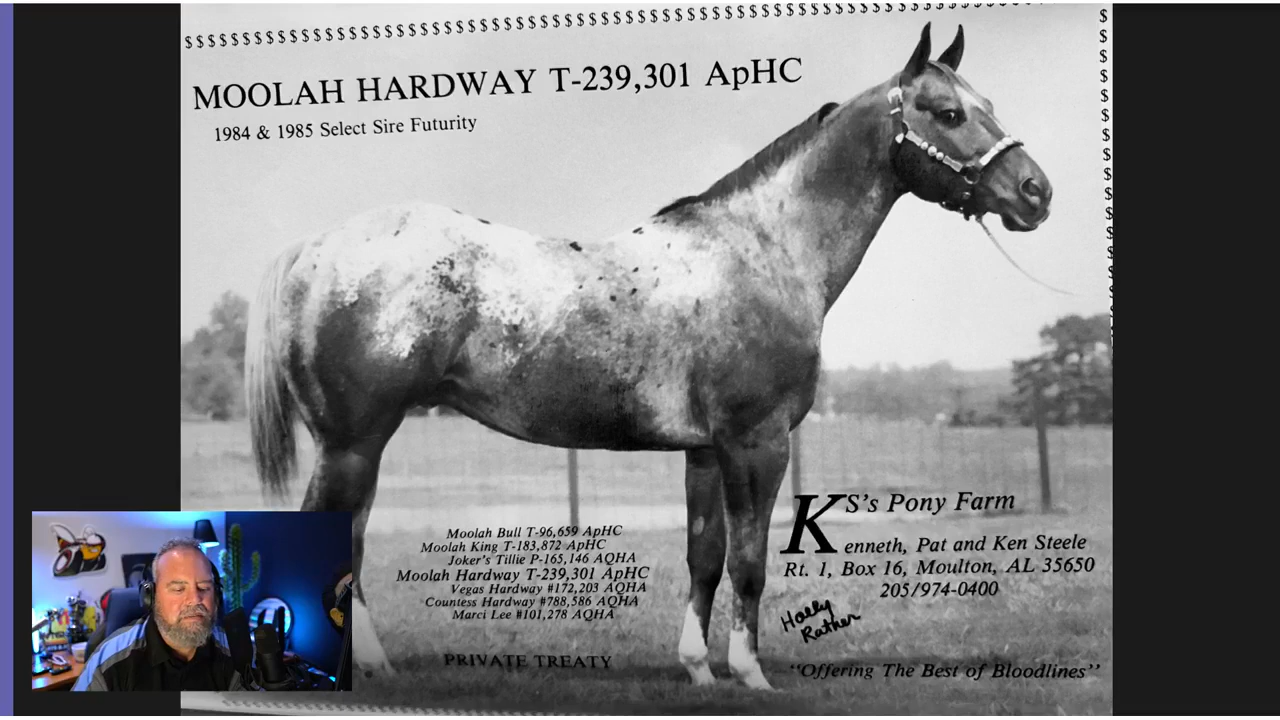 $$$$$$$$$$$$$$$$$$$$$$$$$$$$$$$$$$$$$$$$$$$$$$$$$$$$$$$$$$$$$$$$$$$$$$$$
MOOLAH HARDWAY T-239,301 ApHC
1984 & 1985 Select Sire Futurity
Moolah Bull T-96,659 ApHC
Moolah King T-183,872 ApHC
Joker's Tillie P-165,146 AQHA
Moolah Hardway T-239,301 ApHC
Vegas Hardway #172,203 AQHA
Countess Hardway #788,586 AQHA
Marci Lee #101,278 AQHA
PRIVATE TREATY
KS's Pony Farm
Kenneth, Pat and Ken Steele
Rt. 1, Box 16, Moulton, AL 35650
205/974-0400
Holly
Rather
"Offering The Best of Bloodlines"